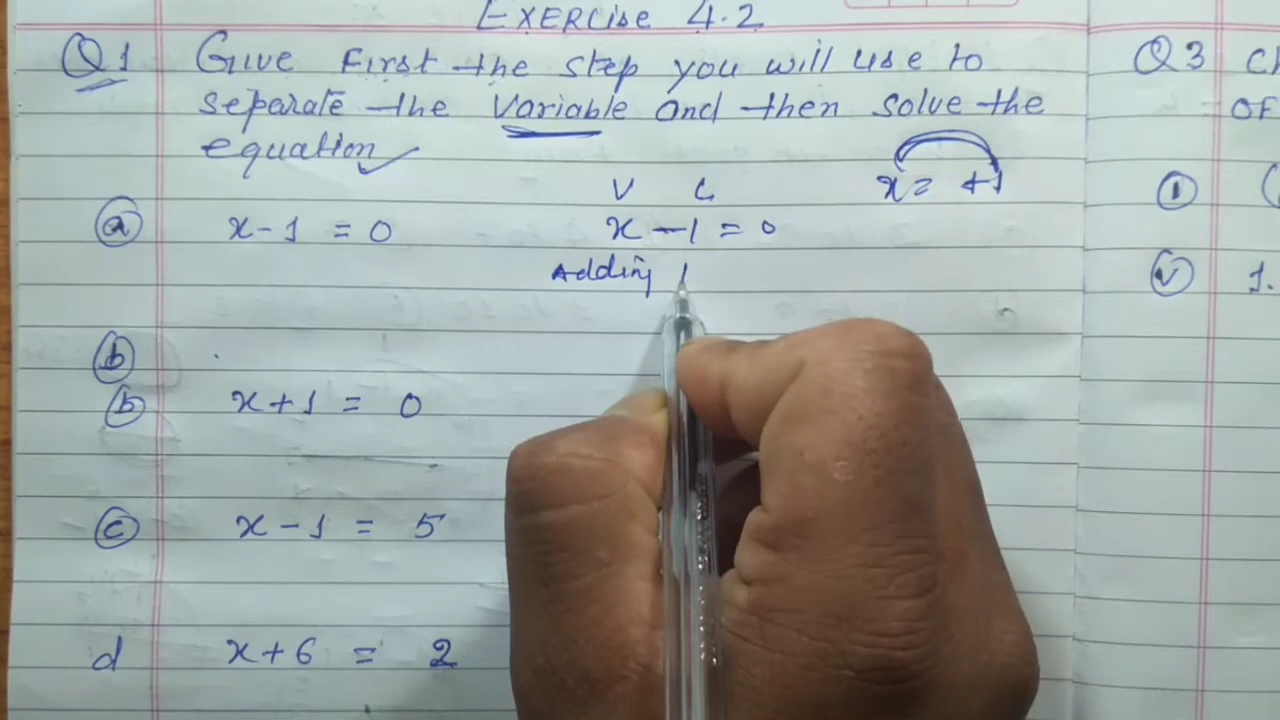 EXERCISE 4.2
Q1 Give First the step you will use to
separate the variable and then solve the
equation
x = +1
V C
ⓐ x - 1 = 0 x - 1 = 0
Adding 1
ⓑ
ⓑ x + 1 = 0
ⓒ x - 1 = 5
d x + 6 = 2
Q3
OF
①
ⓥ 1.